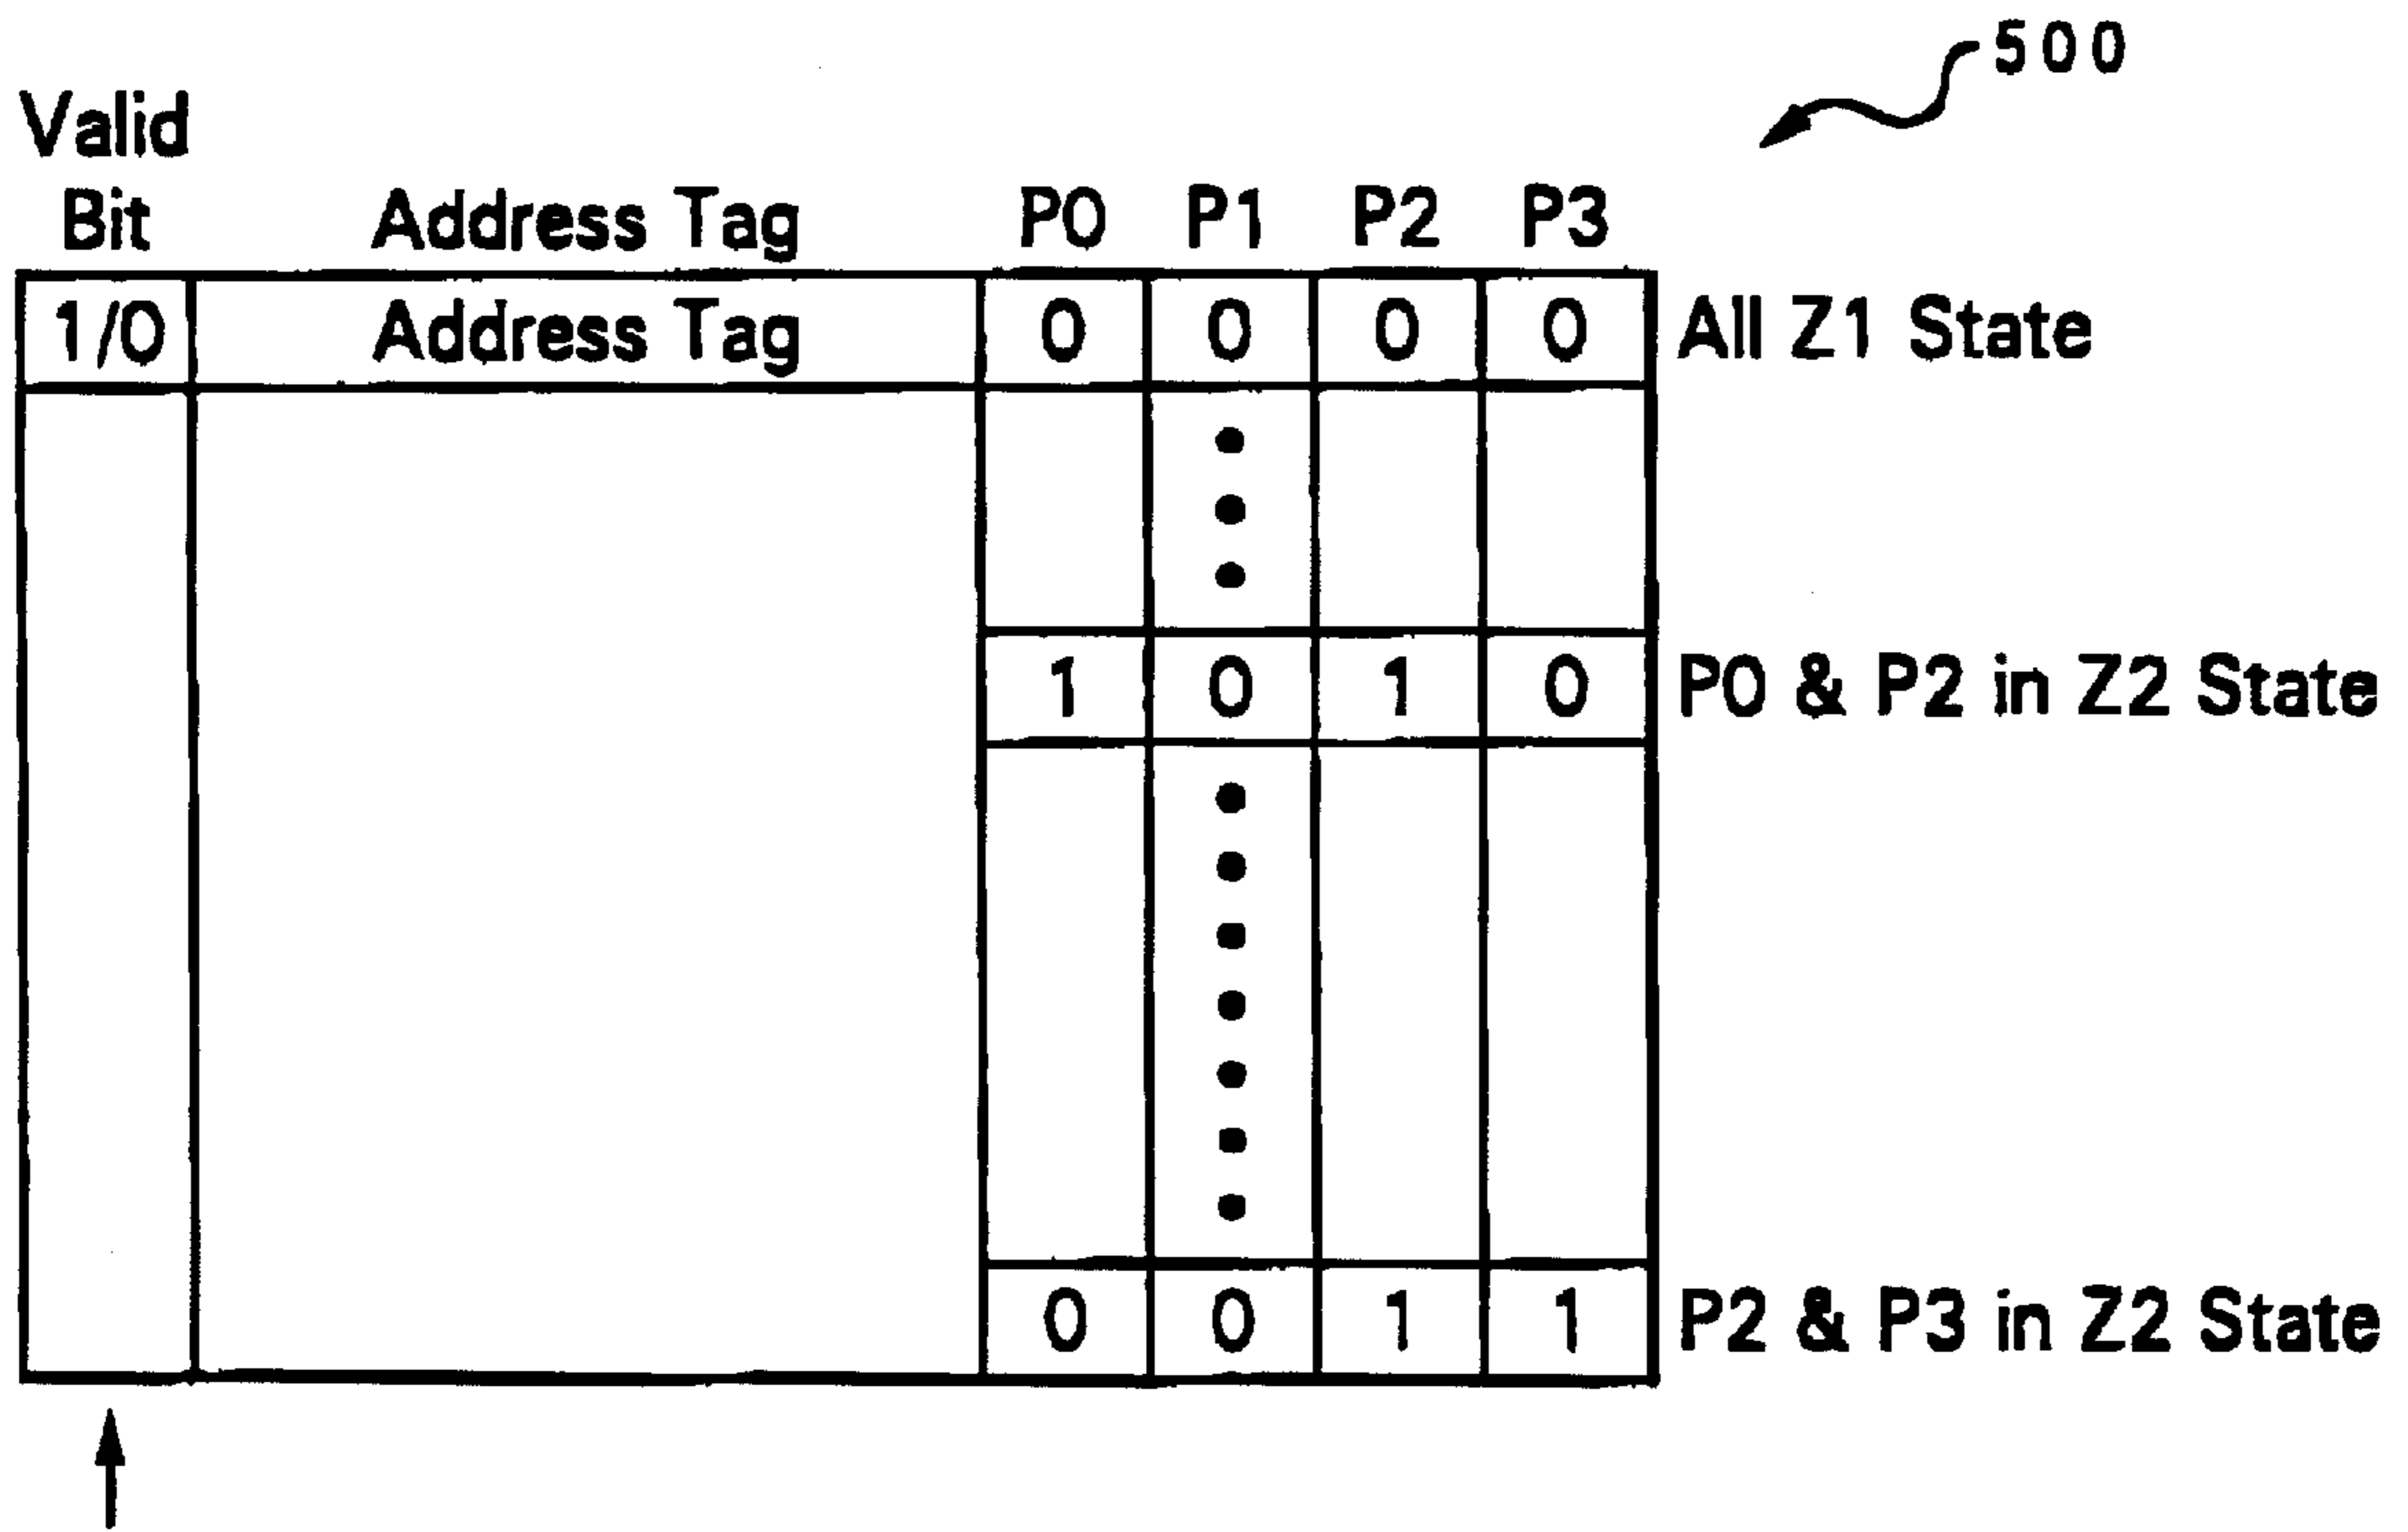 500
Valid
Bit Address Tag P0 P1 P2 P3
1/0 Address Tag 0 0 0 0 All Z1 State
1 0 1 0 P0 & P2 in Z2 State
0 0 1 1 P2 & P3 in Z2 State